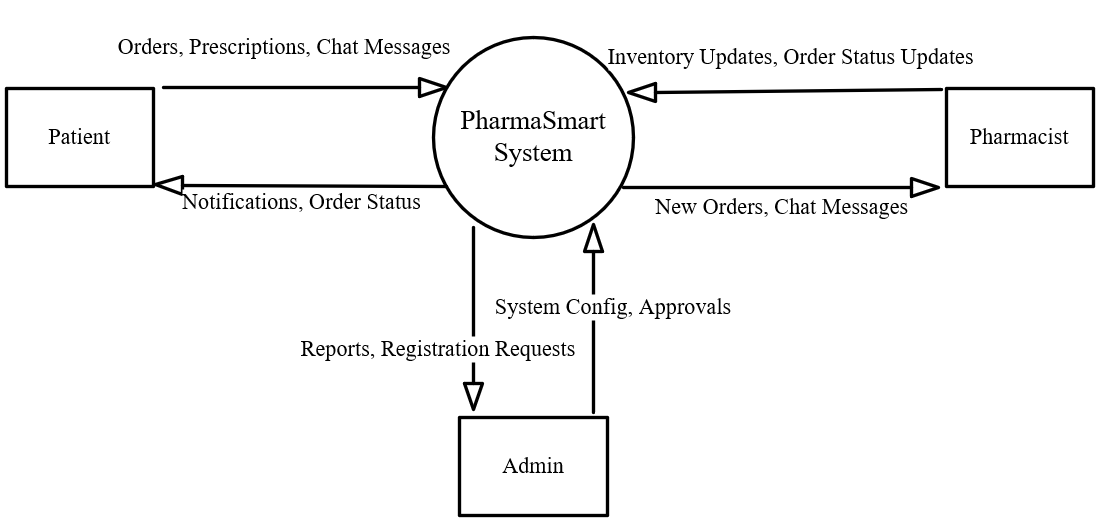 Orders, Prescriptions, Chat Messages
Inventory Updates, Order Status Updates
Patient
PharmaSmart
System
Pharmacist
Notifications, Order Status
New Orders, Chat Messages
System Config, Approvals
Reports, Registration Requests
Admin